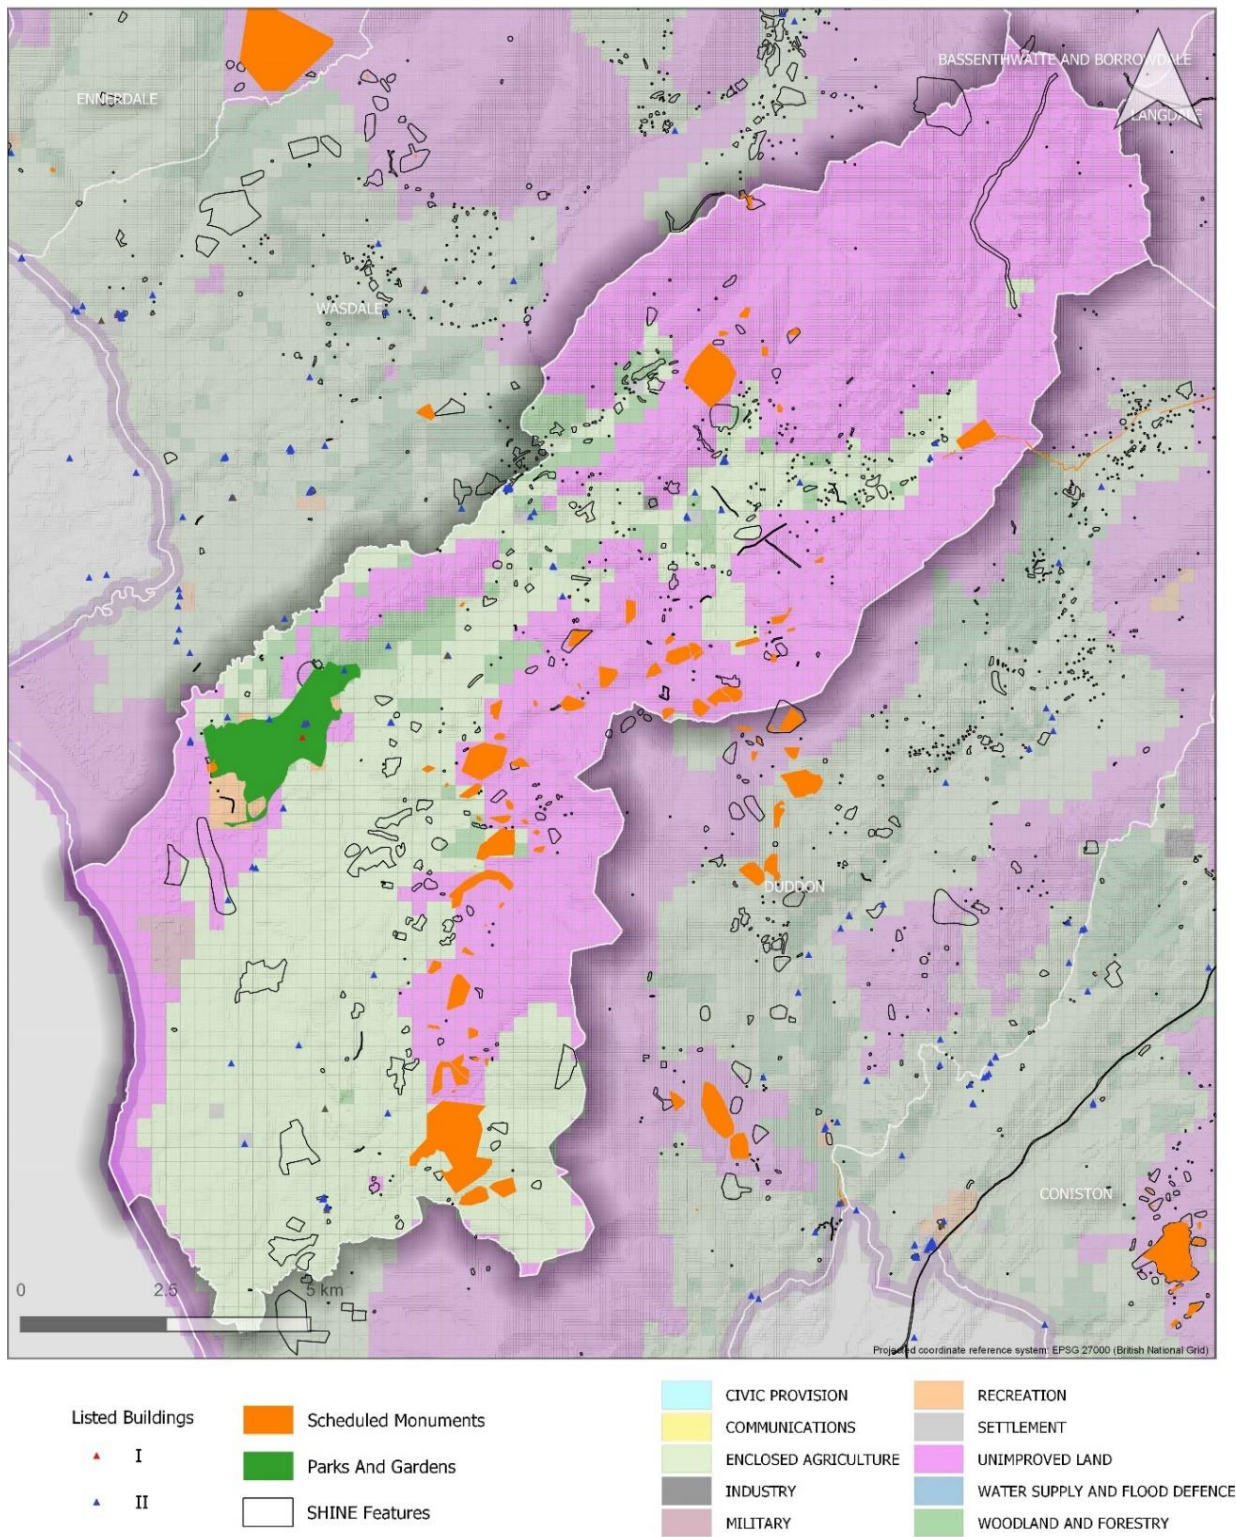 BASSENTHWAITE AND BORROWDALE
ENNERDALE
LANGDALE
WASDALE
DUDDON
CONISTON
0 2.5 5 km
Projected coordinate reference system: EPSG 27000 (British National Grid)
Listed Buildings
I
II
Scheduled Monuments
Parks And Gardens
SHINE Features
CIVIC PROVISION
COMMUNICATIONS
ENCLOSED AGRICULTURE
INDUSTRY
MILITARY
RECREATION
SETTLEMENT
UNIMPROVED LAND
WATER SUPPLY AND FLOOD DEFENCE
WOODLAND AND FORESTRY